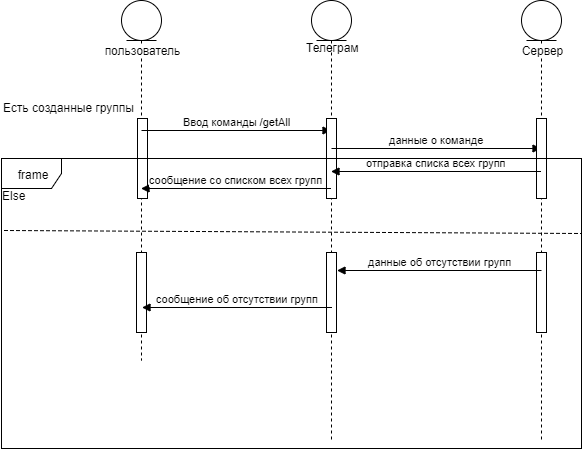 пользователь
Телеграм
Сервер
Есть созданные группы
Ввод команды /getAll
данные о команде
отправка списка всех групп
frame
сообщение со списком всех групп
Else
данные об отсутствии групп
сообщение об отсутствии групп